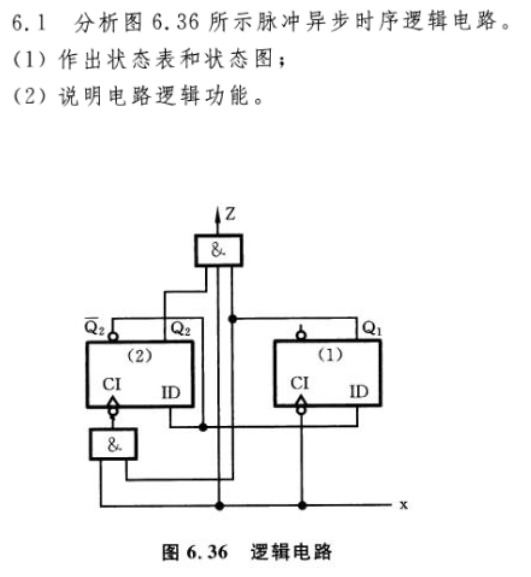 6.1 分析图 6.36 所示脉冲异步时序逻辑电路。
(1) 作出状态表和状态图;
(2) 说明电路逻辑功能。
Z
&
Q̅₂
Q₂
Q₁
(2)
(1)
CI
ID
CI
ID
&
x
图 6.36 逻辑电路